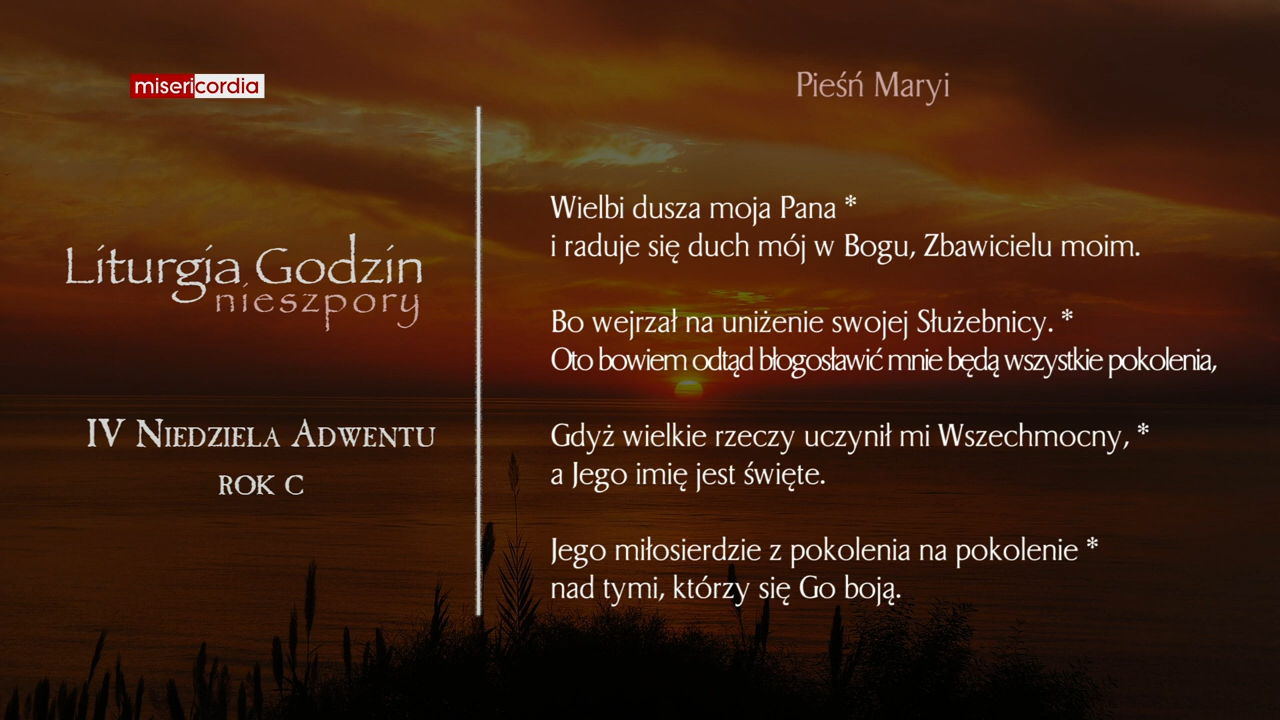 misericordia
Liturgia Godzin
nieszpory
IV Niedziela Adwentu
rok C
Pieśń Maryi
Wielbi dusza moja Pana *
i raduje się duch mój w Bogu, Zbawicielu moim.
Bo wejrzał na uniżenie swojej Służebnicy. *
Oto bowiem odtąd błogosławić mnie będą wszystkie pokolenia,
Gdyż wielkie rzeczy uczynił mi Wszechmocny, *
a Jego imię jest święte.
Jego miłosierdzie z pokolenia na pokolenie *
nad tymi, którzy się Go boją.